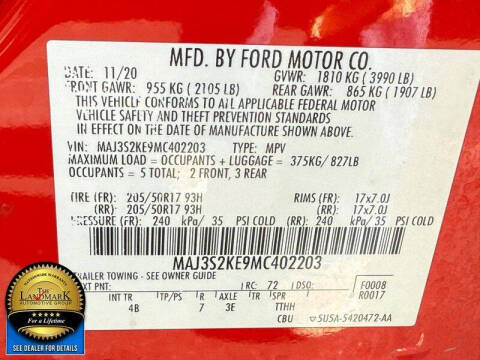 MFD. BY FORD MOTOR CO.
DATE: 11/20 GVWR: 1810 KG ( 3990 LB)
FRONT GAWR: 955 KG ( 2105 LB) REAR GAWR: 865 KG ( 1907 LB)
THIS VEHICLE CONFORMS TO ALL APPLICABLE FEDERAL MOTOR
VEHICLE SAFETY AND THEFT PREVENTION STANDARDS
IN EFFECT ON THE DATE OF MANUFACTURE SHOWN ABOVE.
VIN: MAJ3S2KE9MC402203 TYPE: MPV
MAXIMUM LOAD = OCCUPANTS + LUGGAGE = 375KG/ 827LB
OCCUPANTS = 5 TOTAL; 2 FRONT, 3 REAR
TIRE (FR): 205/50R17 93H RIMS (FR): 17x7.0J
(RR): 205/50R17 93H (RR): 17x7.0J
PRESSURE (FR): 240 kPa/ 35 PSI COLD (RR): 240 kPa/ 35 PSI COLD
MAJ3S2KE9MC402203
TRAILER TOWING - SEE OWNER GUIDE
EXT PNT: RC: 72 DSO: F0008
R0017
INT TR TP/PS R AXLE TR SPR
4B 7 3E TTHH
CBU 5U5A-5420472-AA
THE LANDMARK
AUTOMOTIVE GROUP
SEE DEALER FOR DETAILS